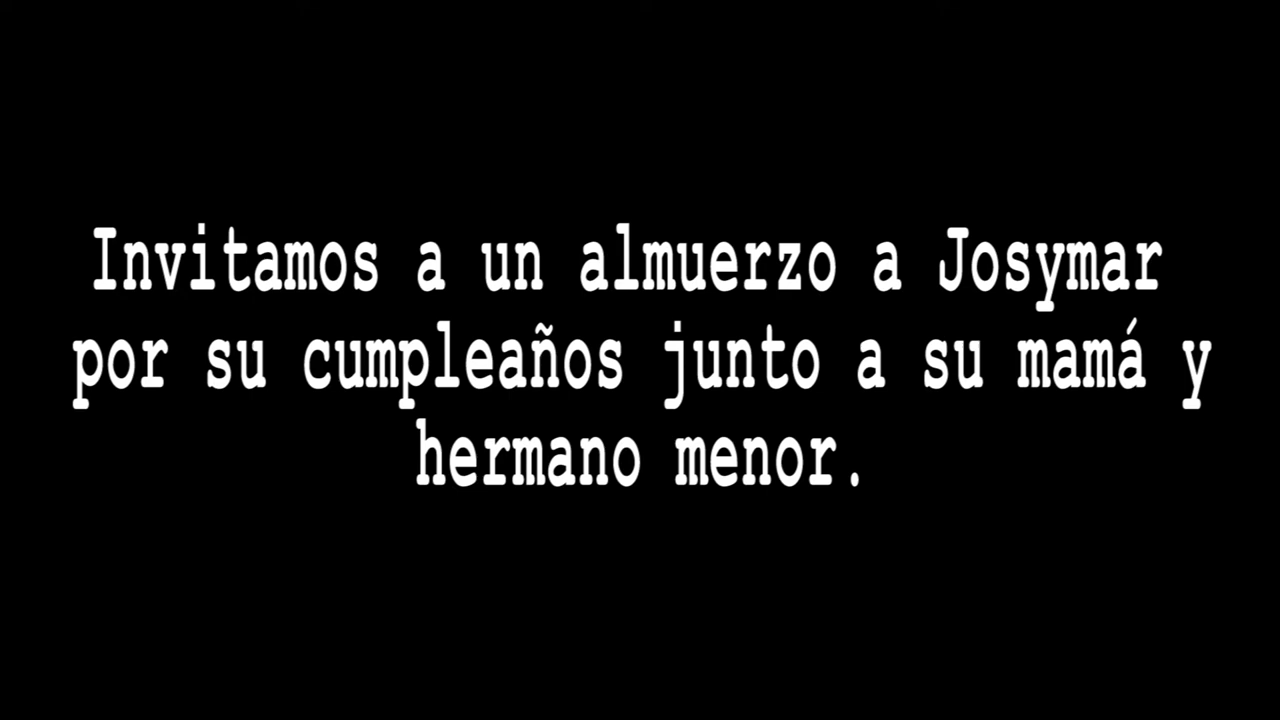 Invitamos a un almuerzo a Josymar
por su cumpleaños junto a su mamá y
hermano menor.